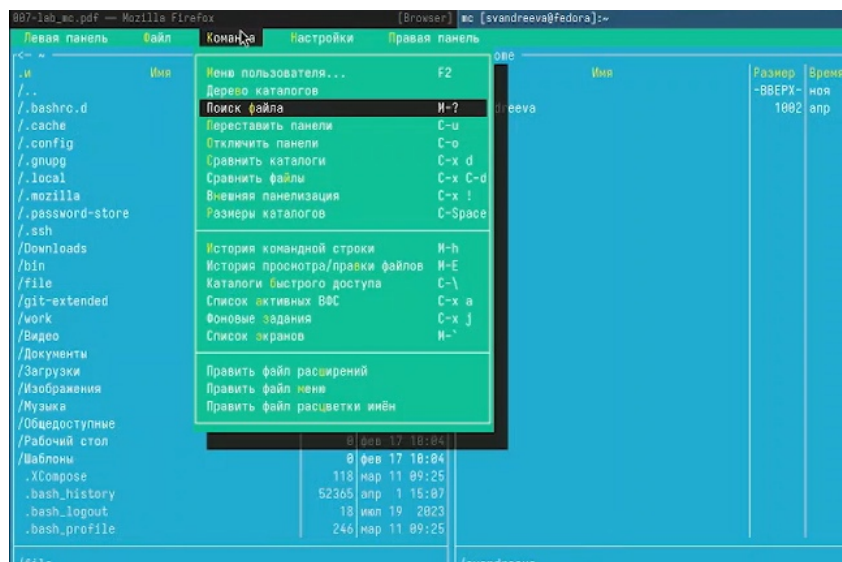 007-lab_mc.pdf — Mozilla Firefox [Browser] mc [svandreeva@fedora]:~
Левая панель Файл Команда Настройки Правая панель
<— ~ ome
.и Имя Имя Размер Время
/.. -ВВЕРХ- ноя
/.bashrc.d dreeva 1002 апр
/.cache
/.config
/.gnupg
/.local
/.mozilla
/.password-store
/.ssh
/Downloads
/bin
/file
/git-extended
/work
/Видео
/Документы
/Загрузки
/Изображения
/Музыка
/Общедоступные
/Рабочий стол 0 фев 17 10:04
/Шаблоны 0 фев 17 10:04
.XCompose 118 мар 11 09:25
.bash_history 52365 апр 1 15:07
.bash_logout 18 июл 19 2023
.bash_profile 246 мар 11 09:25
Меню пользователя... F2
Дерево каталогов
Поиск файла M-?
Переставить панели C-u
Отключить панели C-o
Сравнить каталоги C-x d
Сравнить файлы C-x C-d
Внешняя панелизация C-x !
Размеры каталогов C-Space
История командной строки M-h
История просмотра/правки файлов M-E
Каталоги быстрого доступа C-\
Список активных ВФС C-x a
Фоновые задания C-x j
Список экранов M-`
Править файл расширений
Править файл меню
Править файл расцветки имён